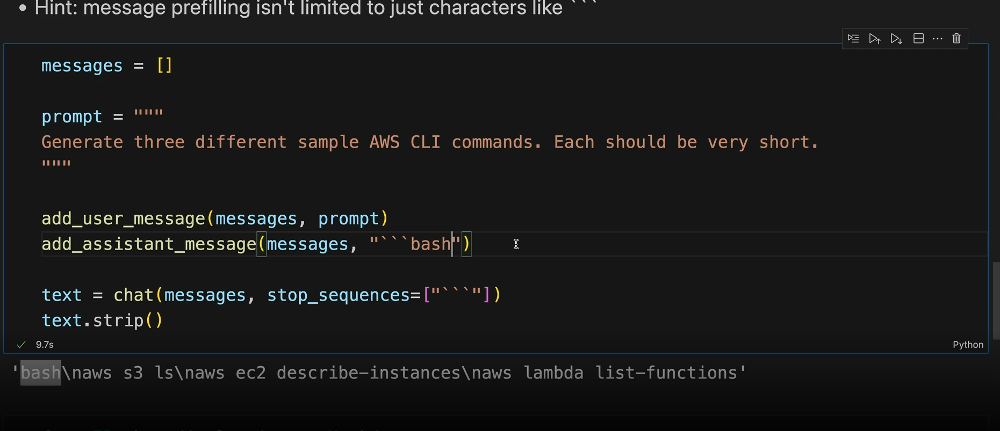 • Hint: message prefilling isn't limited to just characters like ```
messages = []
prompt = """
Generate three different sample AWS CLI commands. Each should be very short.
"""
add_user_message(messages, prompt)
add_assistant_message(messages, "```bash")
text = chat(messages, stop_sequences=["```"])
text.strip()
9.7s
Python
'bash\naws s3 ls\naws ec2 describe-instances\naws lambda list-functions'